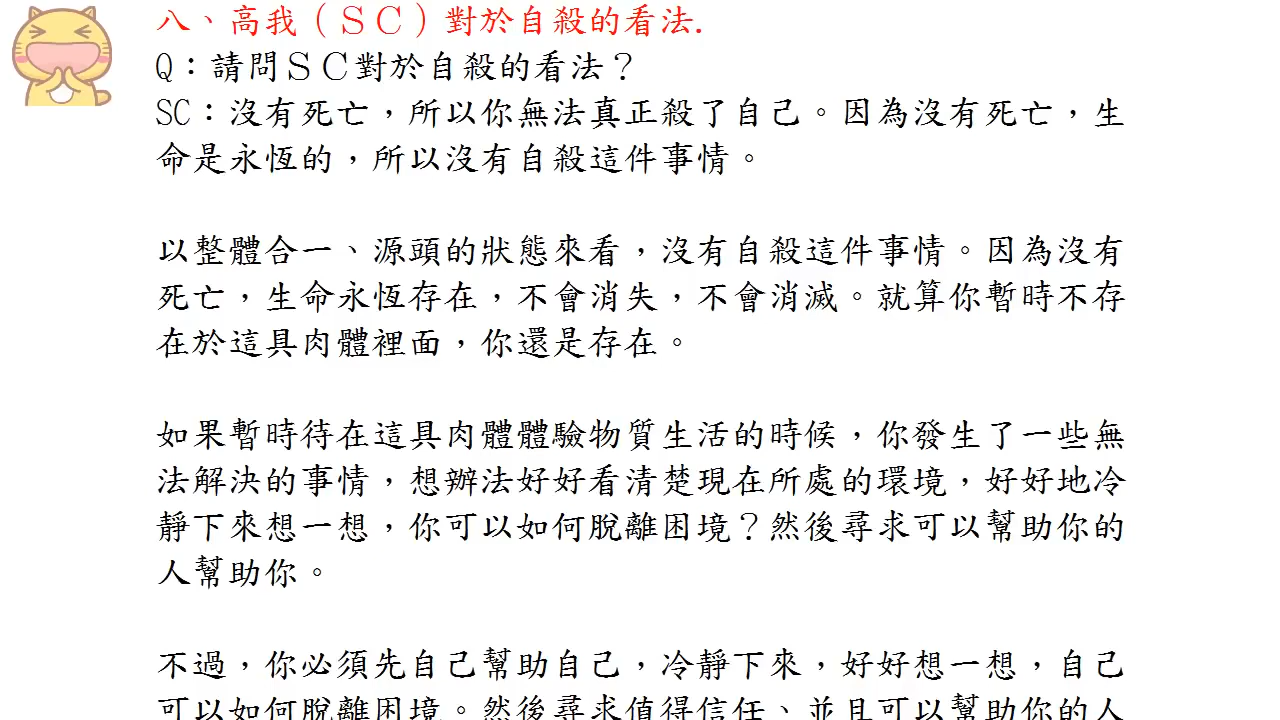 八、高我（ＳＣ）對於自殺的看法.
Q：請問ＳＣ對於自殺的看法？
SC：沒有死亡，所以你無法真正殺了自己。因為沒有死亡，生
命是永恆的，所以沒有自殺這件事情。
以整體合一、源頭的狀態來看，沒有自殺這件事情。因為沒有
死亡，生命永恆存在，不會消失，不會消滅。就算你暫時不存
在於這具肉體裡面，你還是存在。
如果暫時待在這具肉體體驗物質生活的時候，你發生了一些無
法解決的事情，想辦法好好看清楚現在所處的環境，好好地冷
靜下來想一想，你可以如何脫離困境？然後尋求可以幫助你的
人幫助你。
不過，你必須先自己幫助自己，冷靜下來，好好想一想，自己
可以如何脫離困境。然後尋求值得信任、並且可以幫助你的人